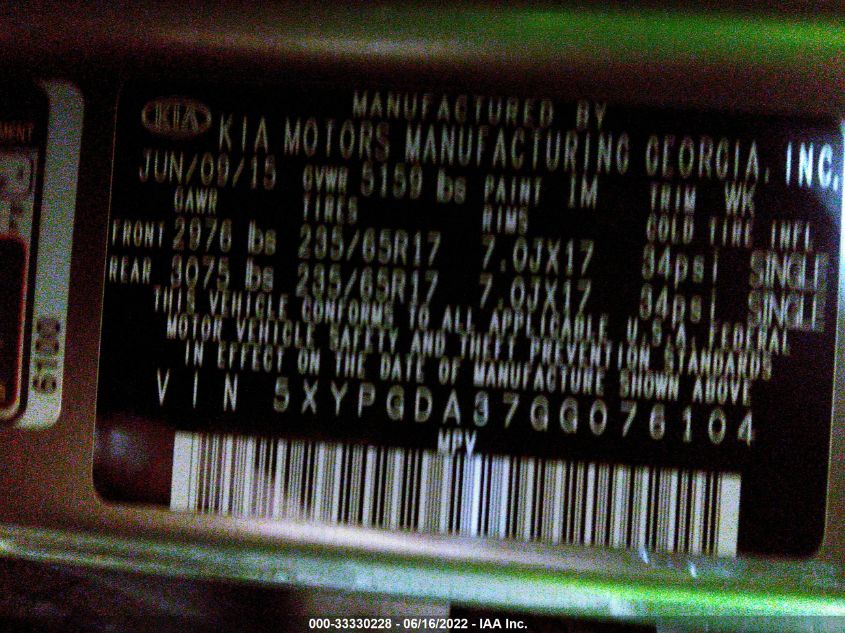 MENT
KIA
MANUFACTURED BY
KIA MOTORS MANUFACTURING GEORGIA, INC.
JUN/09/15 GVWR 5159 lbs PAINT 1M TRIM WK
GAWR TIRES RIMS COLD TIRE INFL.
FRONT 2976 lbs 235/65R17 7.0JX17 34psi SINGLE
REAR 3075 lbs 235/65R17 7.0JX17 34psi SINGLE
THIS VEHICLE CONFORMS TO ALL APPLICABLE U.S.A. FEDERAL
MOTOR VEHICLE SAFETY AND THEFT PREVENTION STANDARDS
IN EFFECT ON THE DATE OF MANUFACTURE SHOWN ABOVE
VIN 5XYPGDA37GG076104
MPV
000-33330228 - 06/16/2022 - IAA Inc.